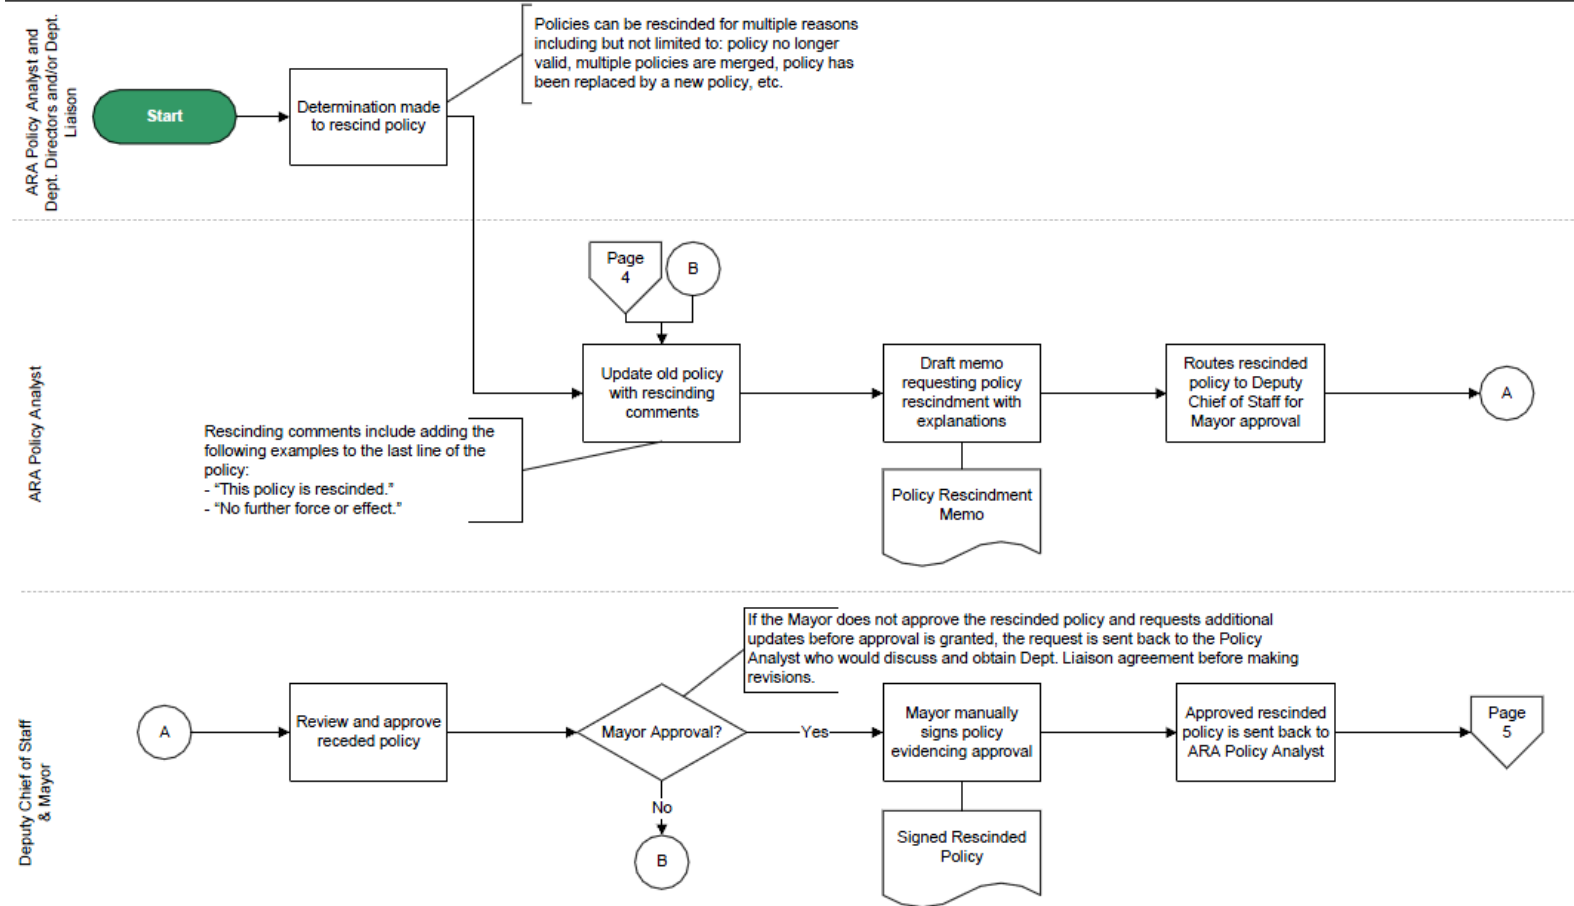 ARA Policy Analyst and
Dept. Directors and/or Dept.
Liaison
Start
Determination made
to rescind policy
Policies can be rescinded for multiple reasons
including but not limited to: policy no longer
valid, multiple policies are merged, policy has
been replaced by a new policy, etc.
ARA Policy Analyst
Page
4
B
Update old policy
with rescinding
comments
Draft memo
requesting policy
rescindment with
explanations
Routes rescinded
policy to Deputy
Chief of Staff for
Mayor approval
A
Rescinding comments include adding the
following examples to the last line of the
policy:
- “This policy is rescinded.”
- “No further force or effect.”
Policy Rescindment
Memo
Deputy Chief of Staff
& Mayor
If the Mayor does not approve the rescinded policy and requests additional
updates before approval is granted, the request is sent back to the Policy
Analyst who would discuss and obtain Dept. Liaison agreement before making
revisions.
A
Review and approve
receded policy
Mayor Approval?
Yes
Mayor manually
signs policy
evidencing approval
Approved rescinded
policy is sent back to
ARA Policy Analyst
Page
5
No
B
Signed Rescinded
Policy